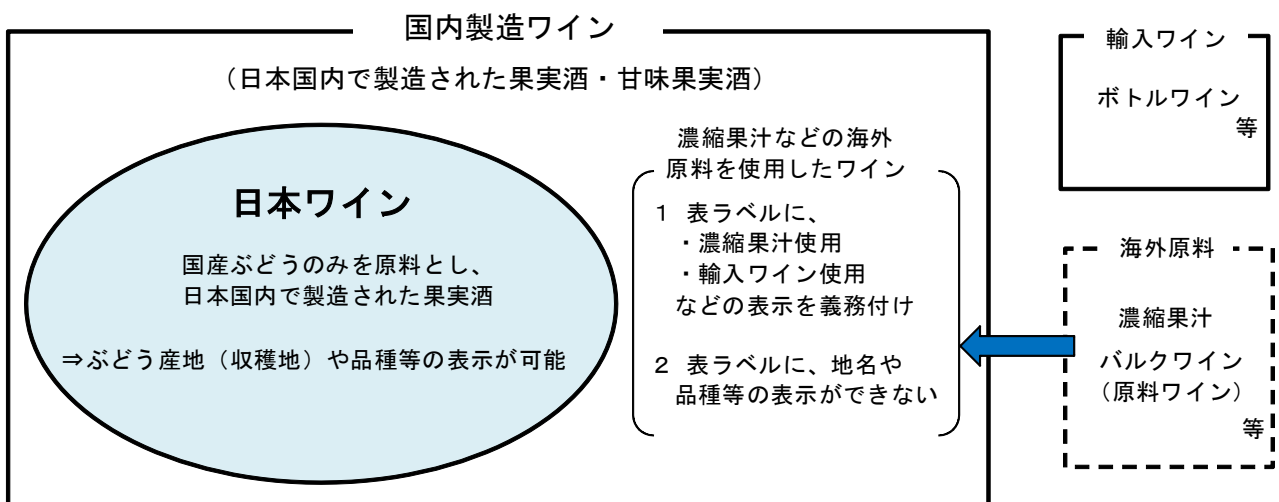 国内製造ワイン
（日本国内で製造された果実酒・甘味果実酒）
日本ワイン
国産ぶどうのみを原料とし、
日本国内で製造された果実酒
⇒ぶどう産地（収穫地）や品種等の表示が可能
濃縮果汁などの海外
原料を使用したワイン
１ 表ラベルに、
・濃縮果汁使用
・輸入ワイン使用
などの表示を義務付け
２ 表ラベルに、地名や
品種等の表示ができない
輸入ワイン
ボトルワイン
等
海外原料
濃縮果汁
バルクワイン
（原料ワイン）
等